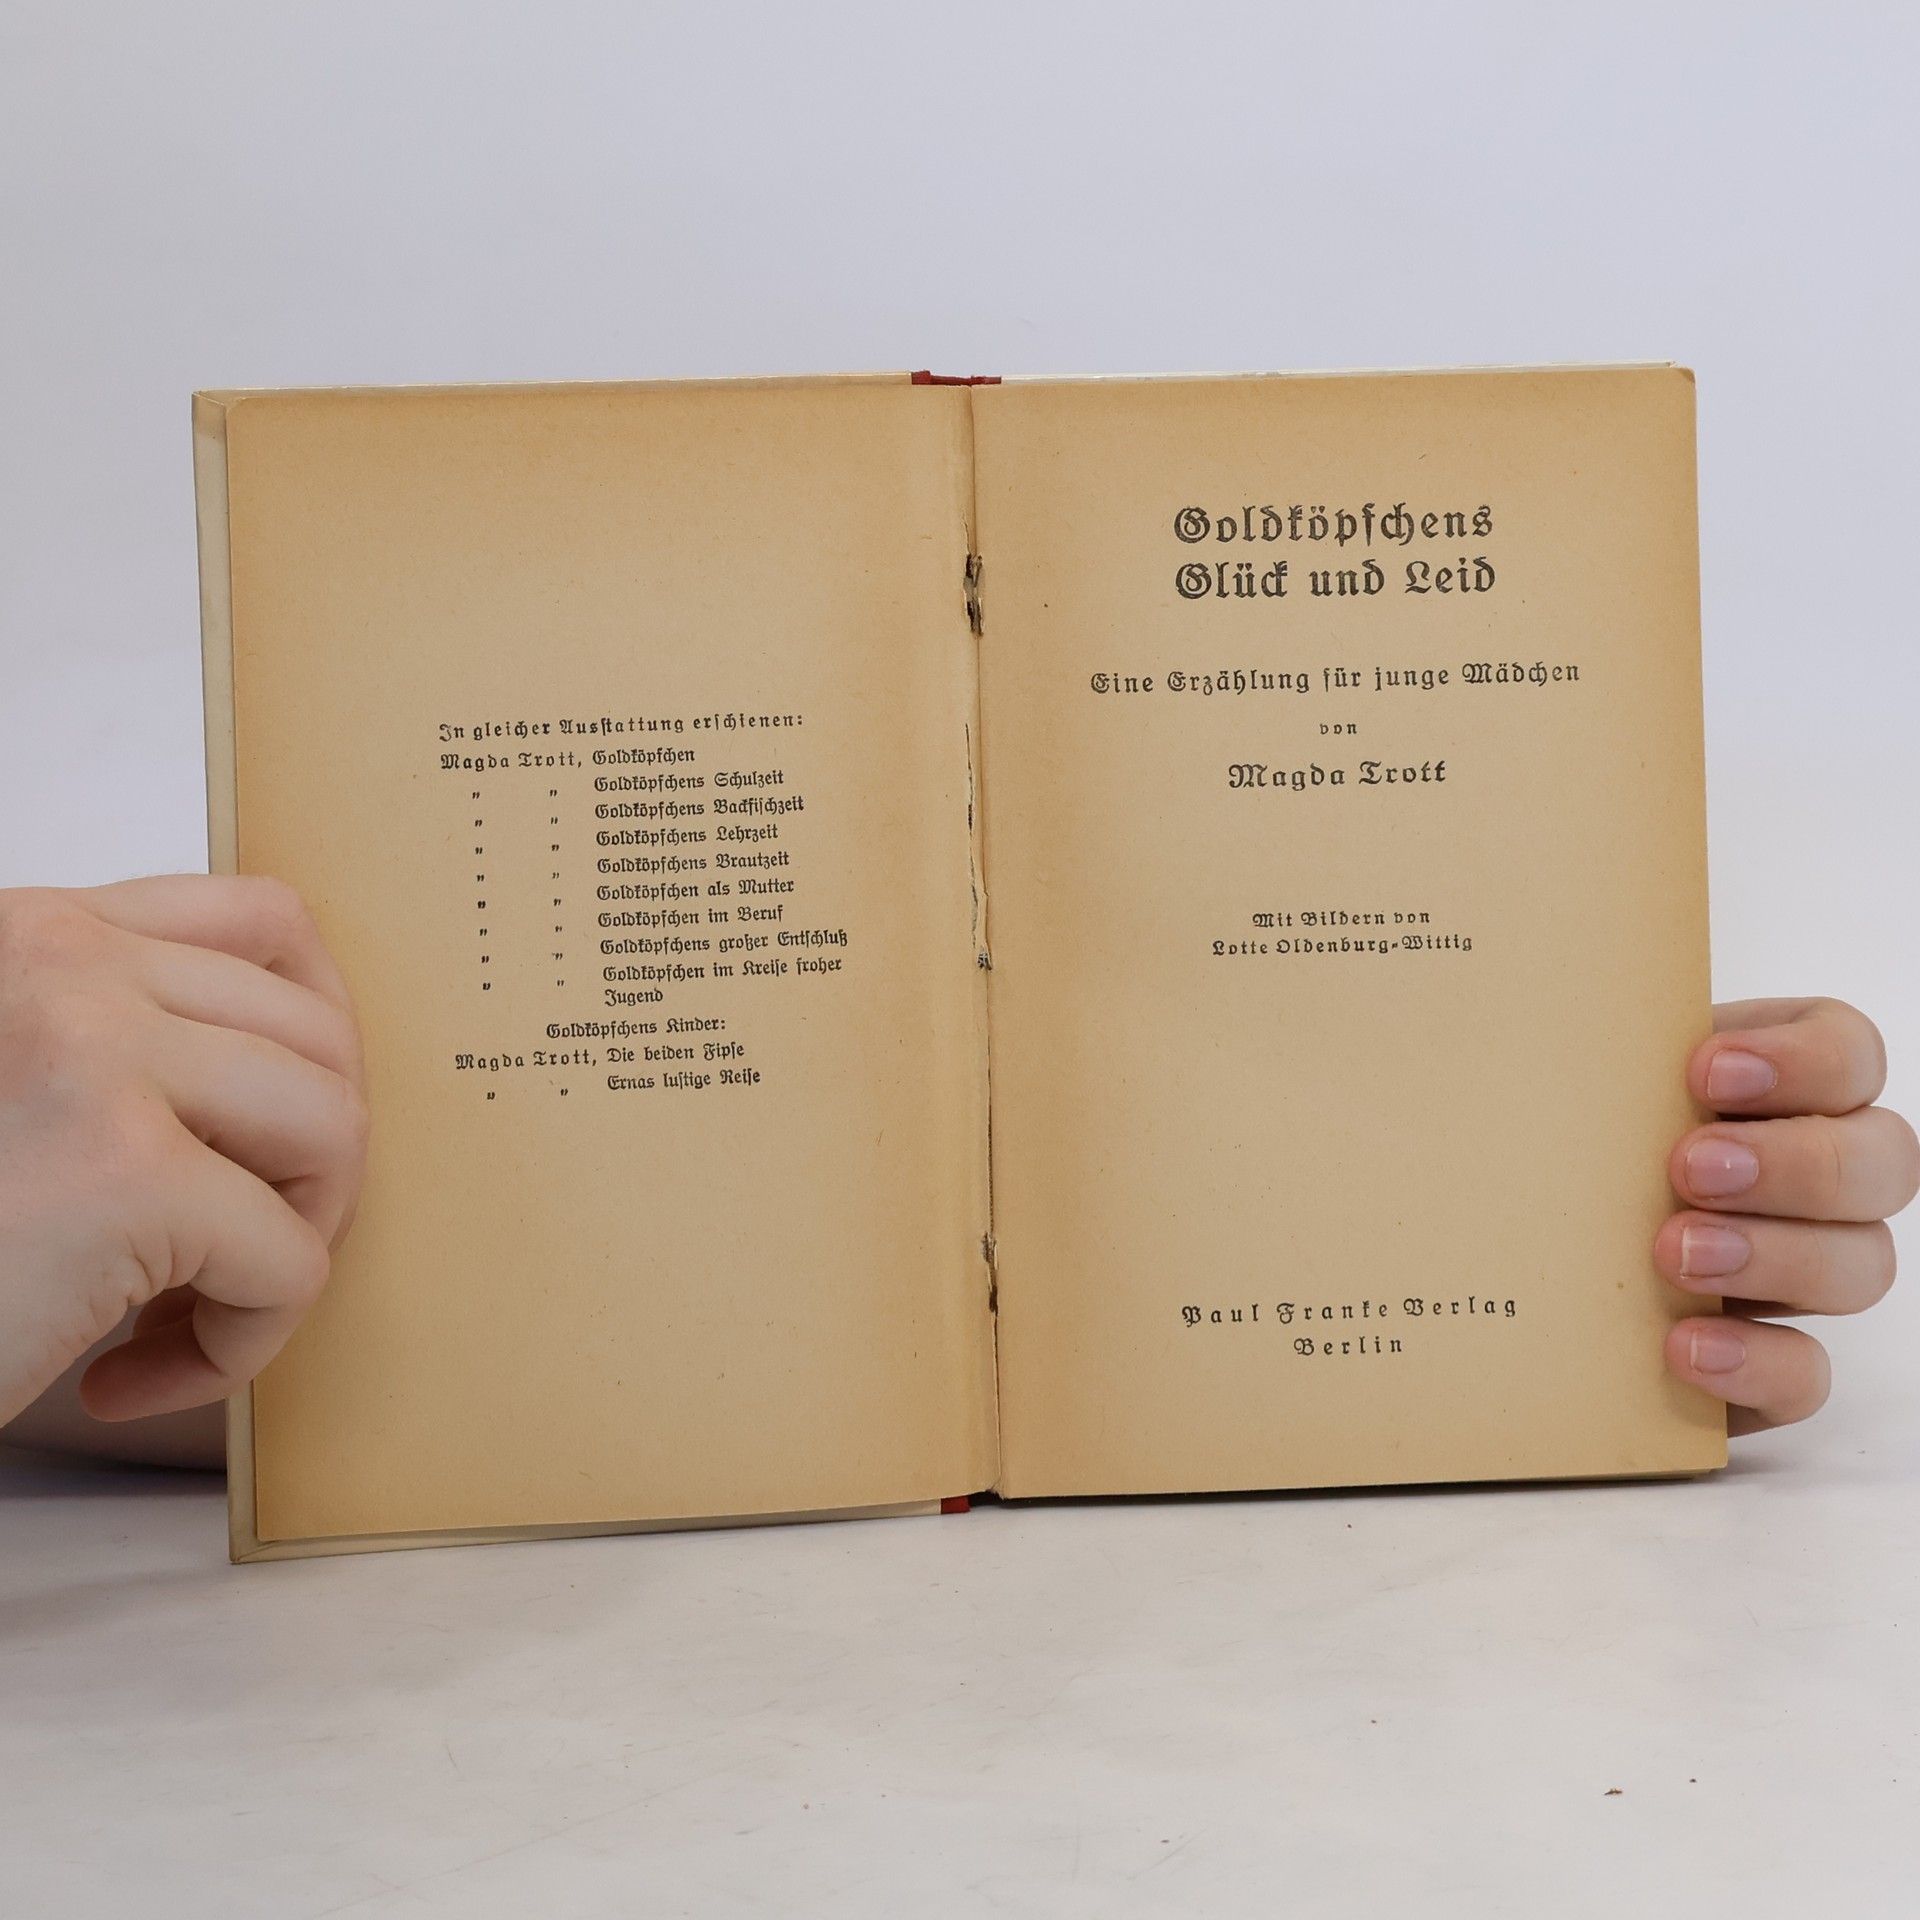 In gleicher Ausstattung erschienen:
Magda Trott, Goldköpfchen
„ „ Goldköpfchens Schulzeit
„ „ Goldköpfchens Backfischzeit
„ „ Goldköpfchens Lehrzeit
„ „ Goldköpfchens Brautzeit
„ „ Goldköpfchen als Mutter
„ „ Goldköpfchen im Beruf
„ „ Goldköpfchens großer Entschluß
„ „ Goldköpfchen im Kreise froher
Jugend
Goldköpfchens Kinder:
Magda Trott, Die beiden Fipse
„ „ Ernas lustige Reise
Goldköpfchens
Glück und Leid
Eine Erzählung für junge Mädchen
von
Magda Trott
Mit Bildern von
Lotte Oldenburg-Wittig
Paul Franke Verlag
Berlin